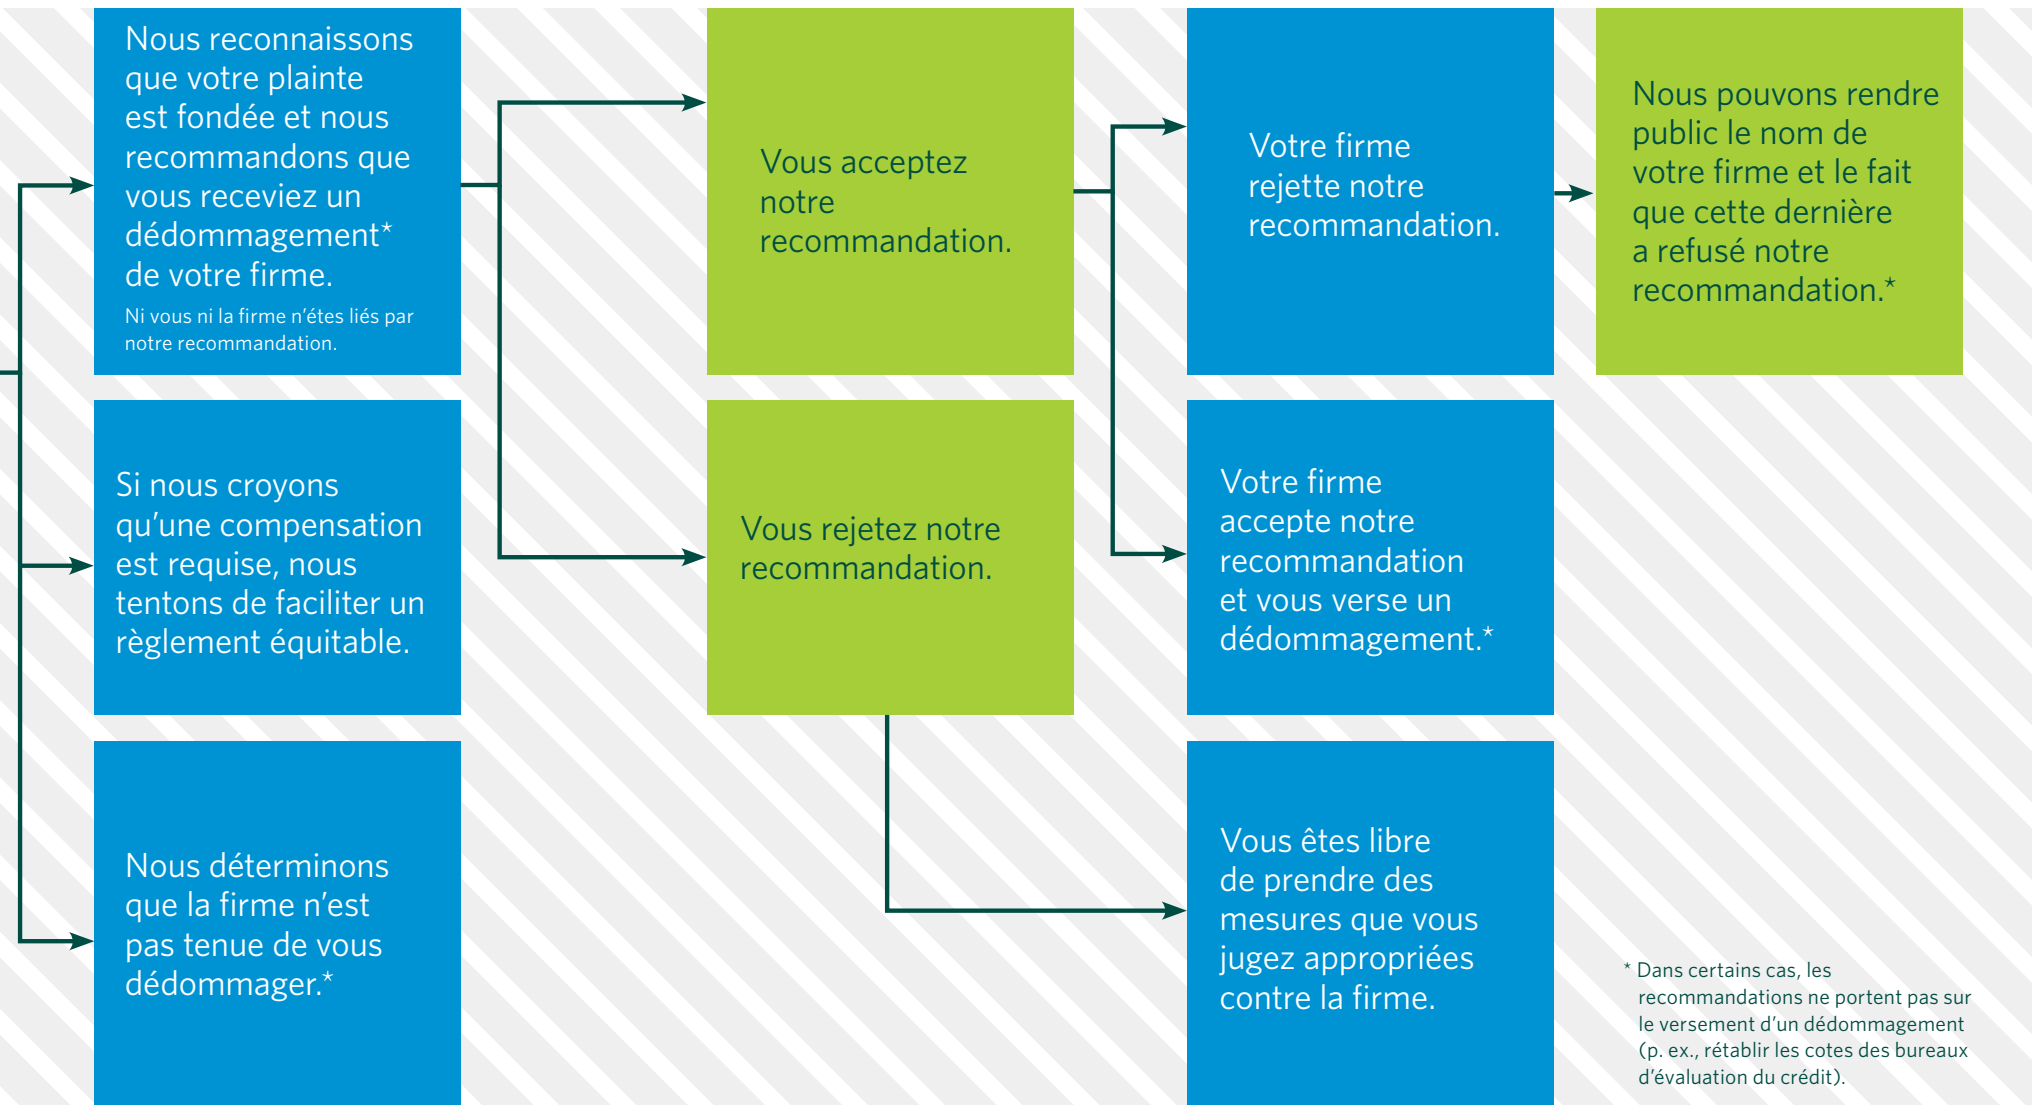 Nous reconnaissons
que votre plainte
est fondée et nous
recommandons que
vous receviez un
dédommagement*
de votre firme.
Ni vous ni la firme n'étes liés par
notre recommandation.
Si nous croyons
qu'une compensation
est requise, nous
tentons de faciliter un
règlement équitable.
Nous déterminons
que la firme n'est
pas tenue de vous
dédommager.*
Vous acceptez
notre
recommandation.
Vous rejetez notre
recommandation.
Votre firme
rejette notre
recommandation.
Votre firme
accepte notre
recommandation
et vous verse un
dédommagement.*
Vous êtes libre
de prendre des
mesures que vous
jugez appropriées
contre la firme.
Nous pouvons rendre
public le nom de
votre firme et le fait
que cette dernière
a refusé notre
recommandation.*
* Dans certains cas, les
recommandations ne portent pas sur
le versement d'un dédommagement
(p. ex., rétablir les cotes des bureaux
d'évaluation du crédit).